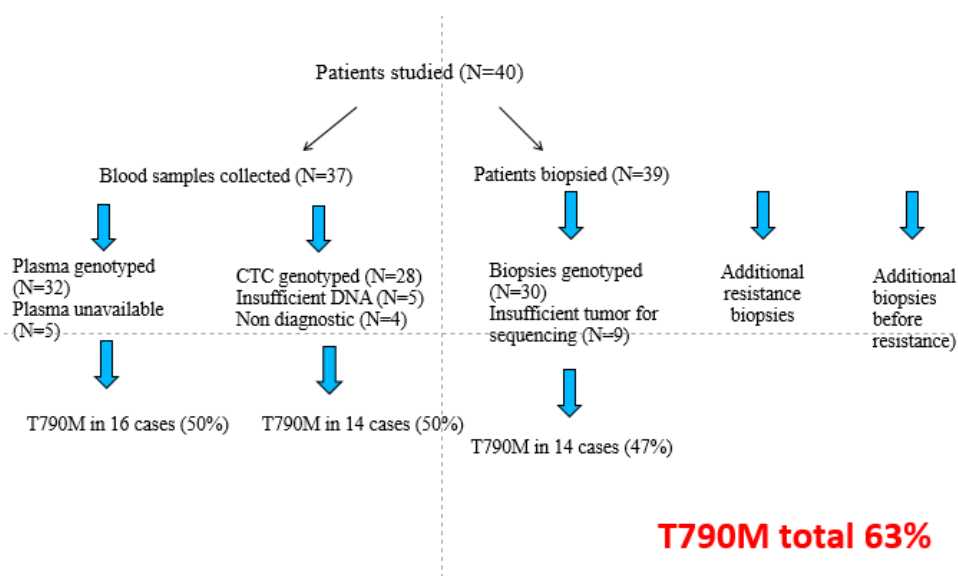 Patients studied (N=40)
Blood samples collected (N=37)
Patients biopsied (N=39)
Plasma genotyped
(N=32)
Plasma unavailable
(N=5)
CTC genotyped (N=28)
Insufficient DNA (N=5)
Non diagnostic (N=4)
Biopsies genotyped
(N=30)
Insufficient tumor for
sequencing (N=9)
Additional
resistance
biopsies
Additional
biopsies
before
resistance)
T790M in 16 cases (50%)
T790M in 14 cases (50%)
T790M in 14 cases (47%)
T790M total 63%